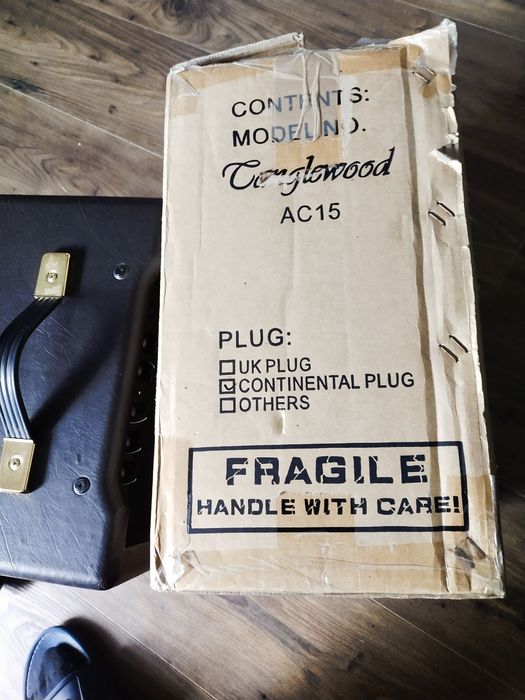 CONTENTS:
MODEL NO.
Tanglewood
AC15
PLUG:
UK PLUG
CONTINENTAL PLUG
OTHERS
FRAGILE
HANDLE WITH CARE!